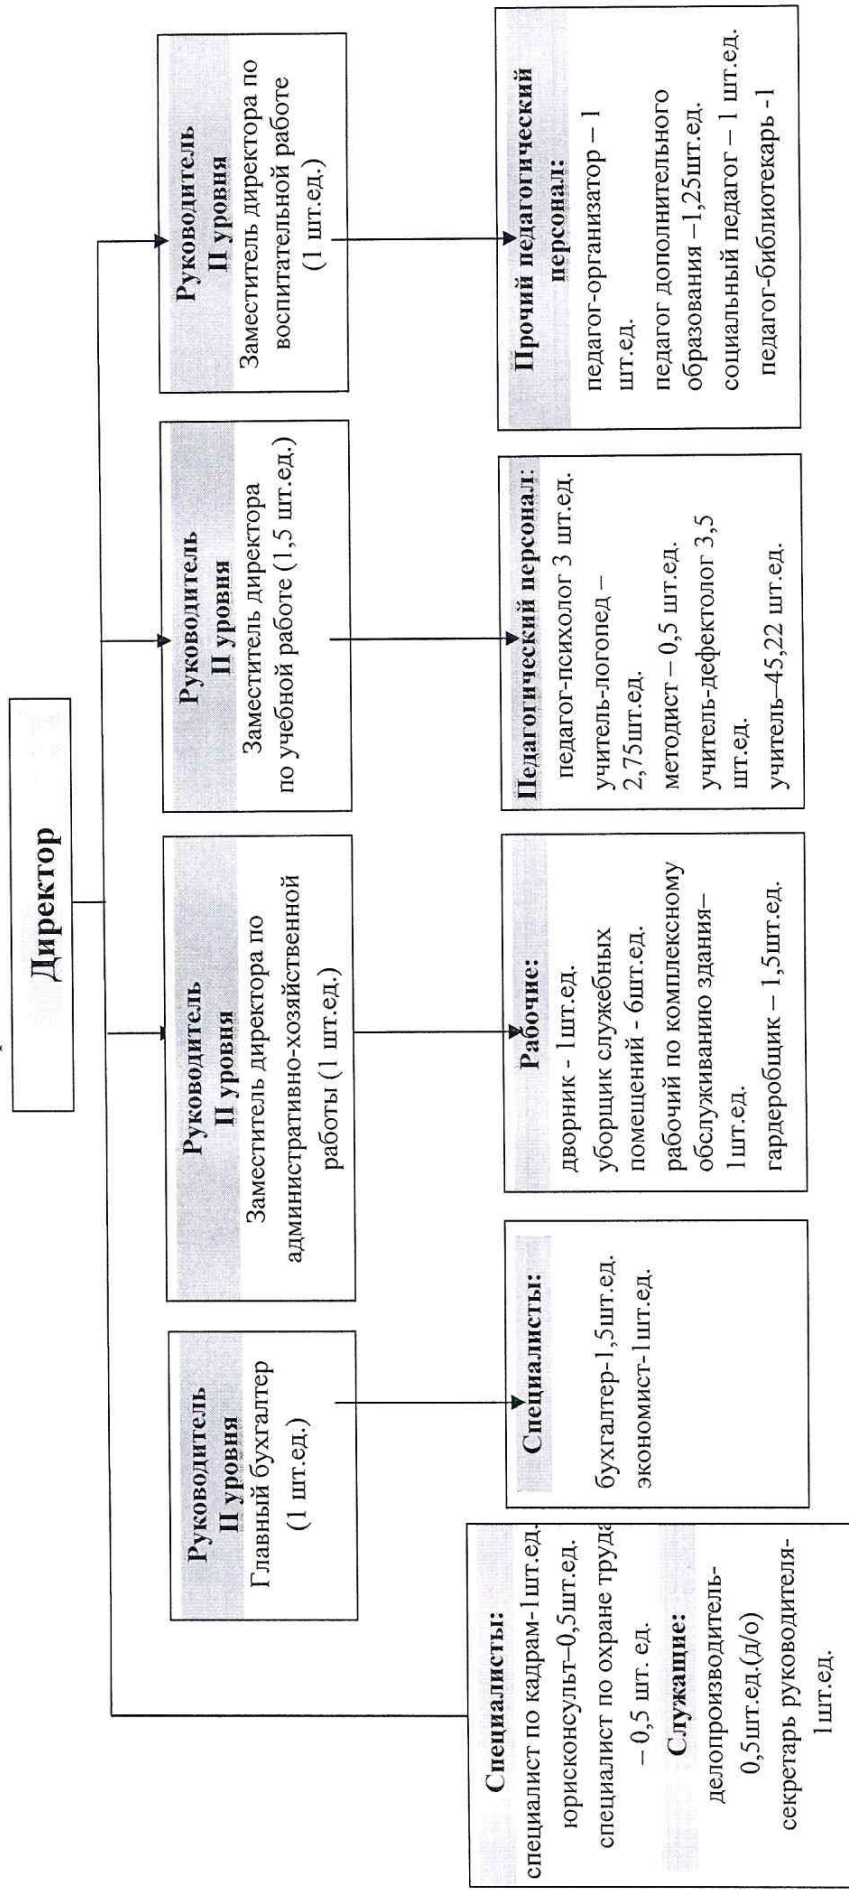 Директор
Руководитель
II уровня
Главный бухгалтер
(1 шт.ед.)
Руководитель
II уровня
Заместитель директора по
административно-хозяйственной
работы (1 шт.ед.)
Руководитель
II уровня
Заместитель директора
по учебной работе (1,5 шт.ед.)
Руководитель
II уровня
Заместитель директора по
воспитательной работе
(1 шт.ед.)
Специалисты:
специалист по кадрам-1шт.ед.
юрисконсульт–0,5шт.ед.
специалист по охране труда
– 0,5 шт. ед.
Служащие:
делопроизводитель-
0,5шт.ед.(д/о)
секретарь руководителя-
1шт.ед.
Специалисты:
бухгалтер-1,5шт.ед.
экономист-1шт.ед.
Рабочие:
дворник - 1шт.ед.
уборщик служебных
помещений - 6шт.ед.
рабочий по комплексному
обслуживанию здания–
1шт.ед.
гардеробщик – 1,5шт.ед.
Педагогический персонал:
педагог-психолог 3 шт.ед.
учитель-логопед –
2,75шт.ед.
методист – 0,5 шт.ед.
учитель-дефектолог 3,5
шт.ед.
учитель–45,22 шт.ед.
Прочий педагогический
персонал:
педагог-организатор – 1
шт.ед.
педагог дополнительного
образования –1,25шт.ед.
социальный педагог – 1 шт.ед.
педагог-библиотекарь -1